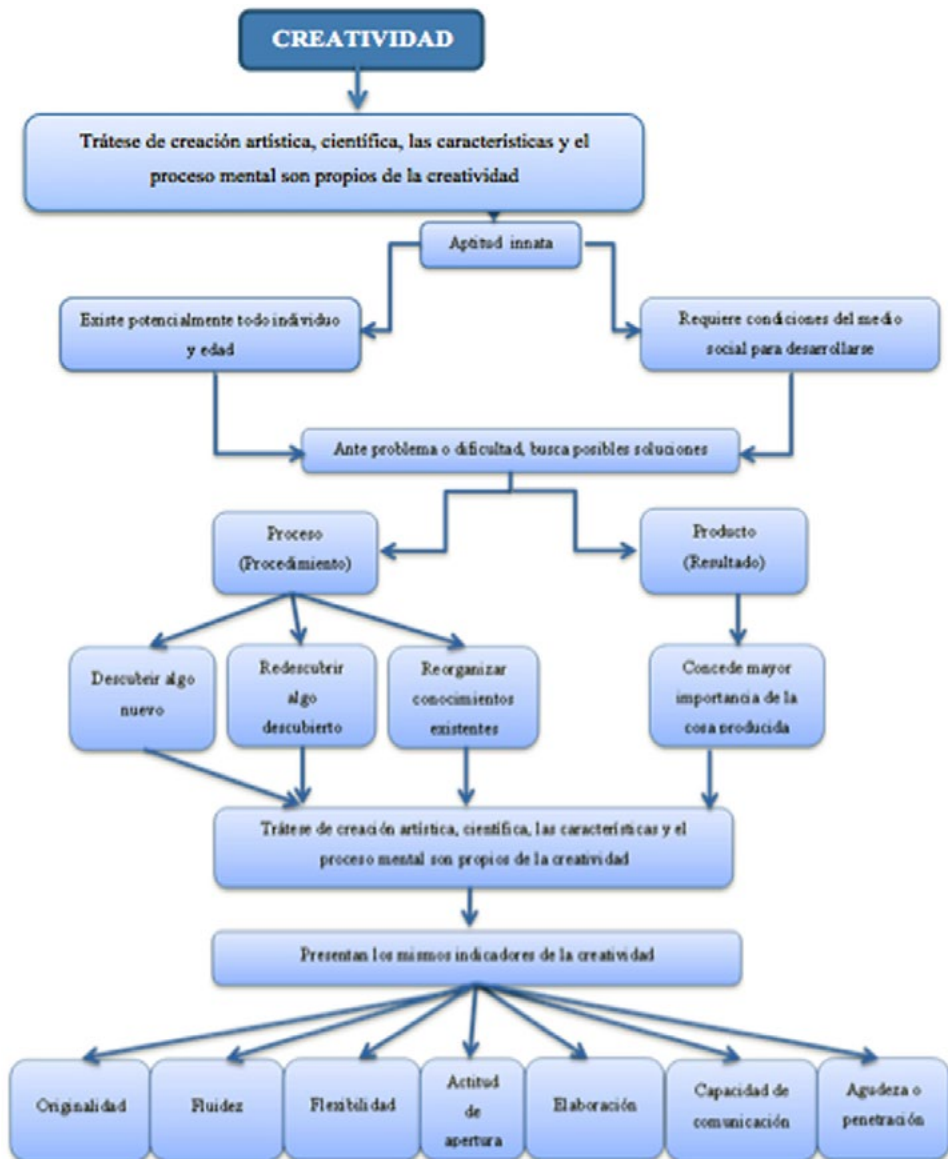 CREATIVIDAD
Trátese de creación artística, científica, las características y el
proceso mental son propios de la creatividad
Aptitud innata
Existe potencialmente todo individuo
y edad
Requiere condiciones del medio
social para desarrollarse
Ante problema o dificultad, busca posibles soluciones
Proceso
(Procedimiento)
Producto
(Resultado)
Descubrir algo
nuevo
Redescubrir
algo
descubierto
Reorganizar
conocimientos
existentes
Concede mayor
importancia de la
cosa producida
Trátese de creación artística, científica, las características y el
proceso mental son propios de la creatividad
Presentan los mismos indicadores de la creatividad
Originalidad
Fluidez
Flexibilidad
Actitud
de
apertura
Elaboración
Capacidad de
comunicación
Agudeza o
penetración